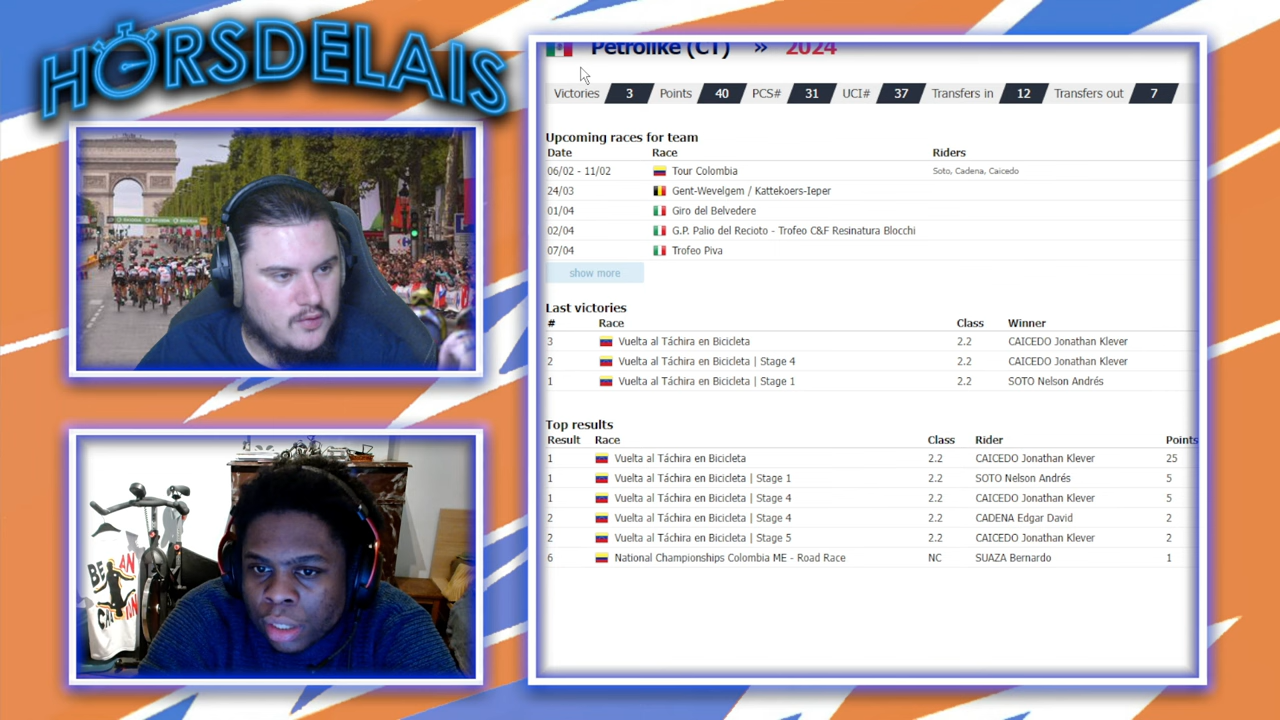 HORSDELAIS
Petrolike (CT) » 2024
Victories 3 Points 40 PCS# 31 UCI# 37 Transfers in 12 Transfers out 7
Upcoming races for team
Date Race Riders
06/02 - 11/02 Tour Colombia Soto, Cadena, Caicedo
24/03 Gent-Wevelgem / Kattekoers-Ieper
01/04 Giro del Belvedere
02/04 G.P. Palio del Recioto - Trofeo C&F Resinatura Blocchi
07/04 Trofeo Piva
show more
Last victories
# Race Class Winner
3 Vuelta al Táchira en Bicicleta 2.2 CAICEDO Jonathan Klever
2 Vuelta al Táchira en Bicicleta | Stage 4 2.2 CAICEDO Jonathan Klever
1 Vuelta al Táchira en Bicicleta | Stage 1 2.2 SOTO Nelson Andrés
Top results
Result Race Class Rider Points
1 Vuelta al Táchira en Bicicleta 2.2 CAICEDO Jonathan Klever 25
1 Vuelta al Táchira en Bicicleta | Stage 1 2.2 SOTO Nelson Andrés 5
1 Vuelta al Táchira en Bicicleta | Stage 4 2.2 CAICEDO Jonathan Klever 5
2 Vuelta al Táchira en Bicicleta | Stage 4 2.2 CADENA Edgar David 2
2 Vuelta al Táchira en Bicicleta | Stage 5 2.2 CAICEDO Jonathan Klever 2
6 National Championships Colombia ME - Road Race NC SUAZA Bernardo 1